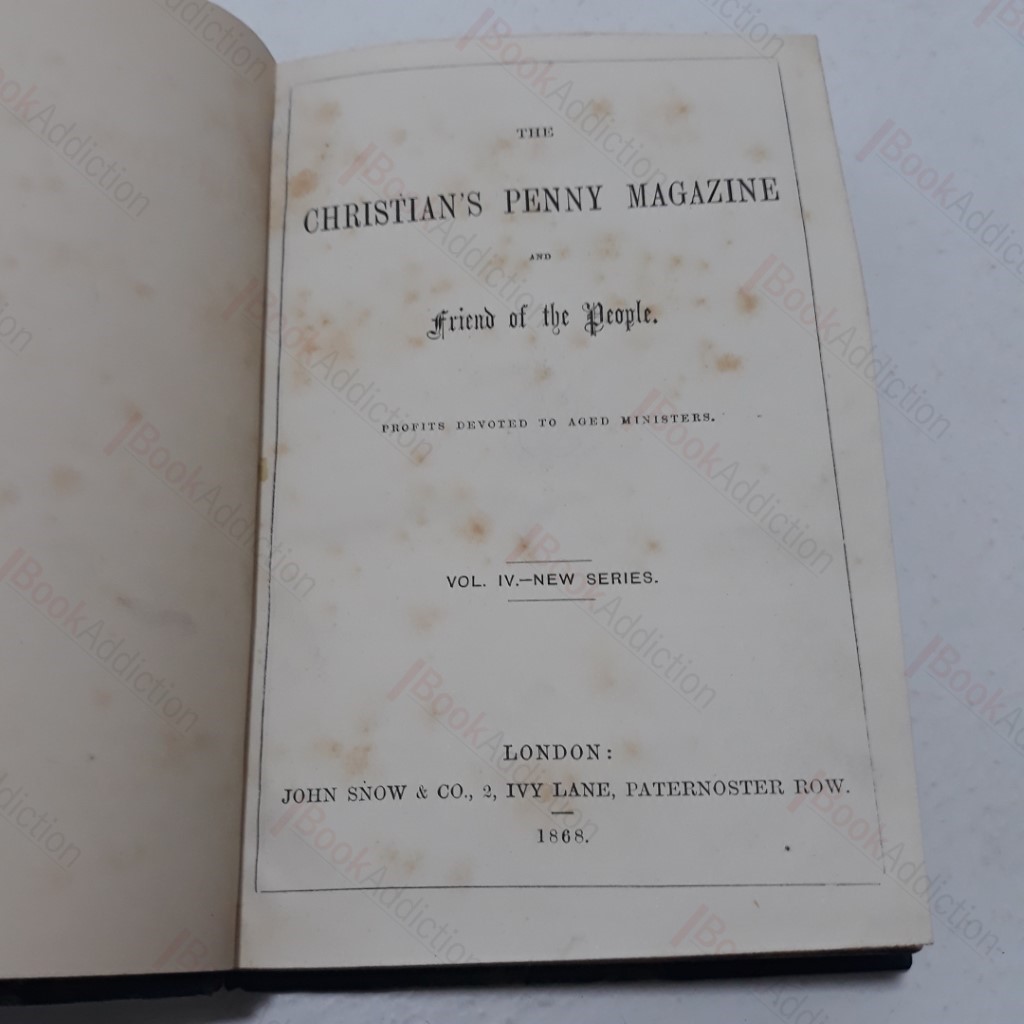 THE
CHRISTIAN'S PENNY MAGAZINE
AND
Friend of the People.
PROFITS DEVOTED TO AGED MINISTERS.
VOL. IV.—NEW SERIES.
LONDON:
JOHN SNOW & CO., 2, IVY LANE, PATERNOSTER ROW.
1868.
BookAddiction